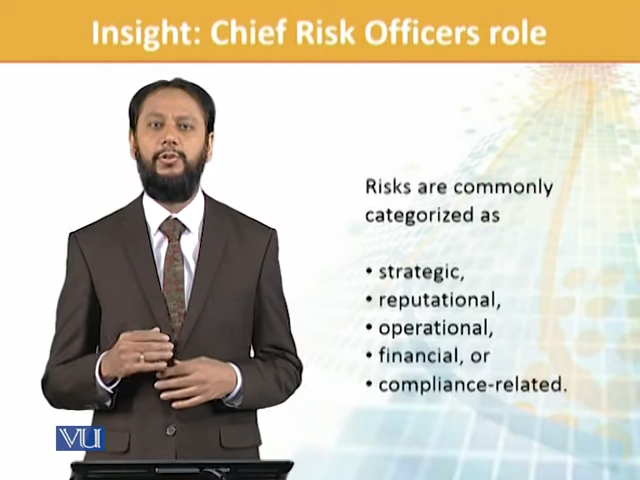 Insight: Chief Risk Officers role
Risks are commonly
categorized as
• strategic,
• reputational,
• operational,
• financial, or
• compliance-related.
VU